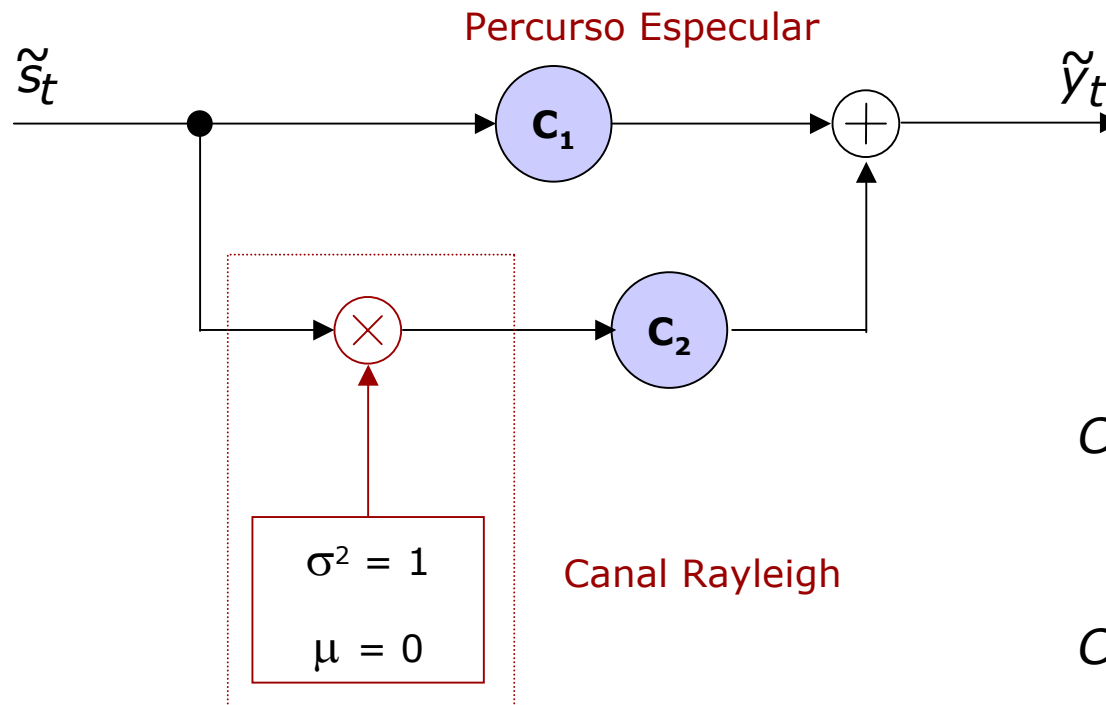 Percurso Especular
s̃t
ỹt
C1
C2
C
σ2 = 1
Canal Rayleigh
μ = 0
C